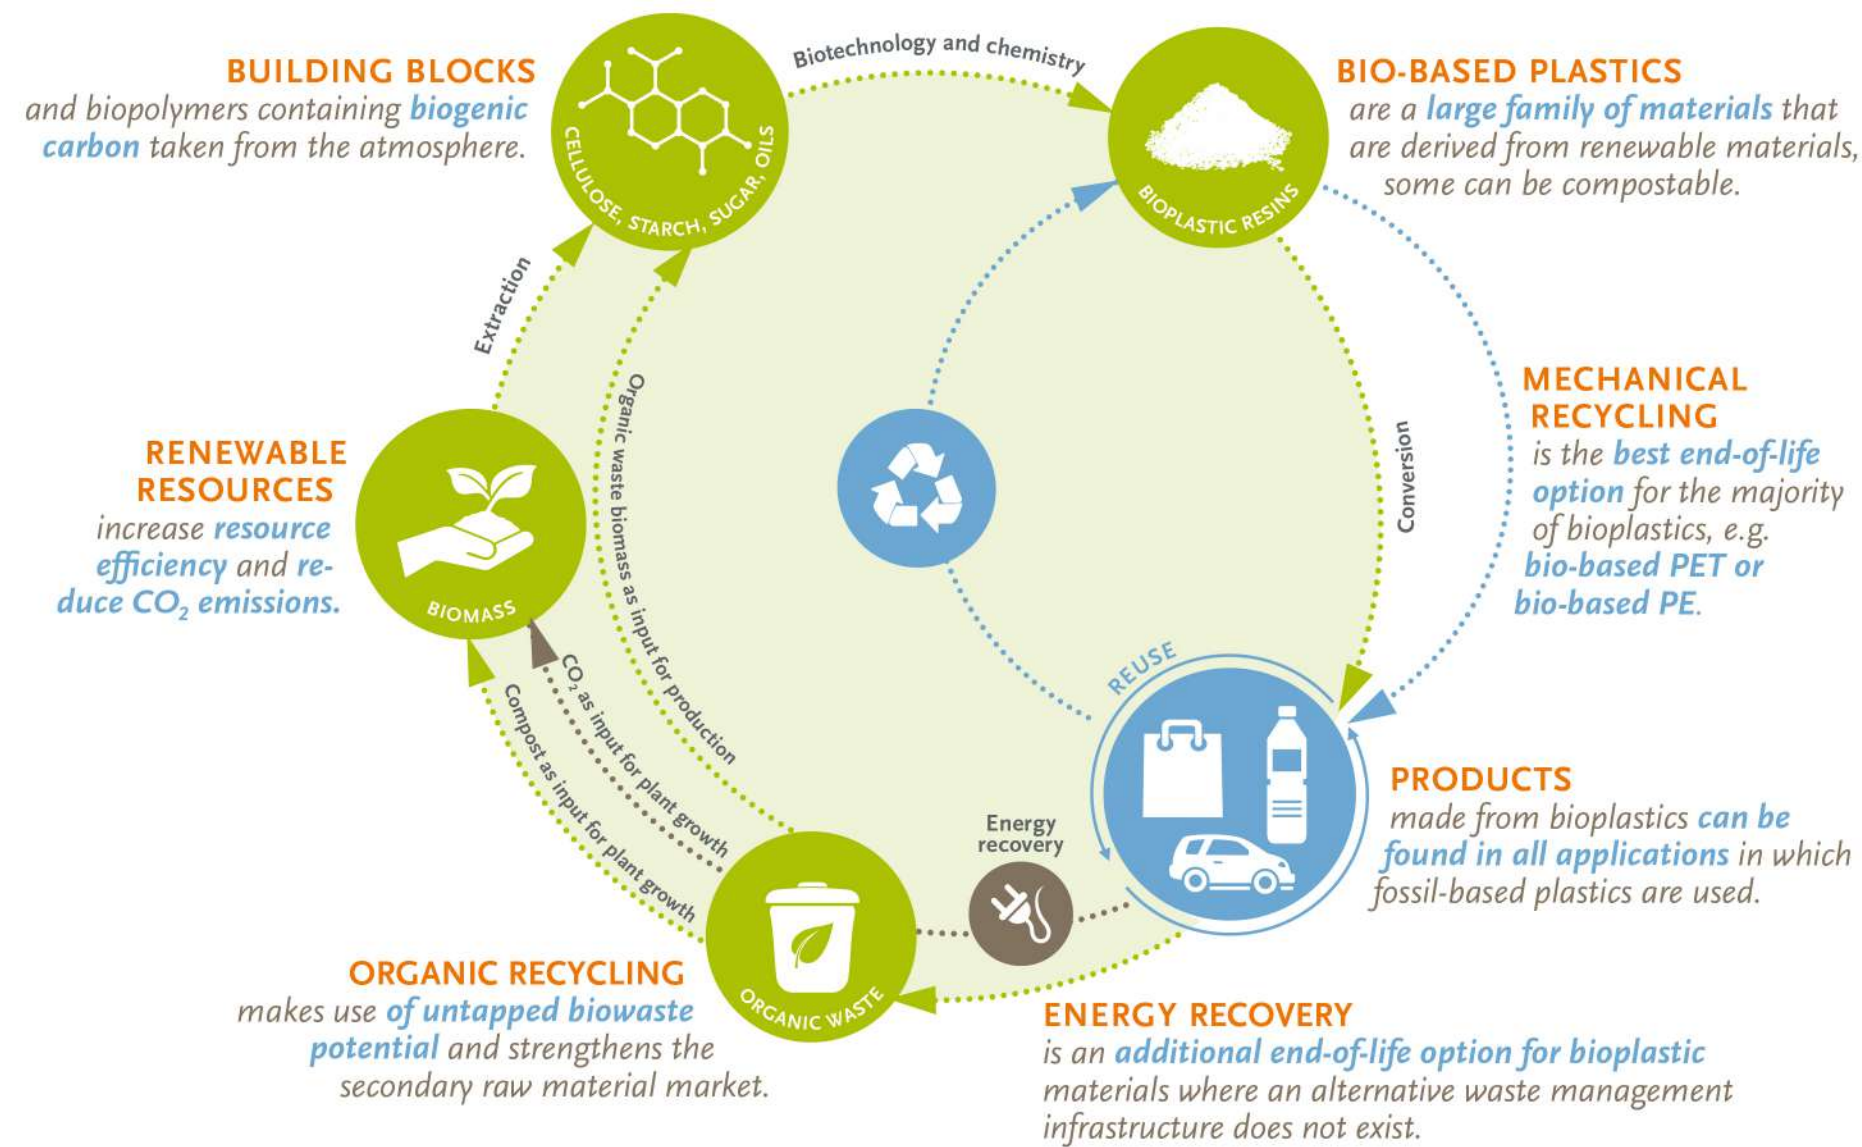 BUILDING BLOCKS
and biopolymers containing biogenic
carbon taken from the atmosphere.
CELLULOSE, STARCH, SUGAR, OILS
Biotechnology and chemistry
BIOPLASTIC RESINS
BIO-BASED PLASTICS
are a large family of materials that
are derived from renewable materials,
some can be compostable.
Extraction
Organic waste biomass as input for production
Conversion
MECHANICAL
RECYCLING
is the best end-of-life
option for the majority
of bioplastics, e.g.
bio-based PET or
bio-based PE.
RENEWABLE
RESOURCES
increase resource
efficiency and re-
duce CO₂ emissions.
BIOMASS
CO₂ as input for plant growth
Compost as input for plant growth
REUSE
PRODUCTS
made from bioplastics can be
found in all applications in which
fossil-based plastics are used.
Energy
recovery
ORGANIC WASTE
ORGANIC RECYCLING
makes use of untapped biowaste
potential and strengthens the
secondary raw material market.
ENERGY RECOVERY
is an additional end-of-life option for bioplastic
materials where an alternative waste management
infrastructure does not exist.